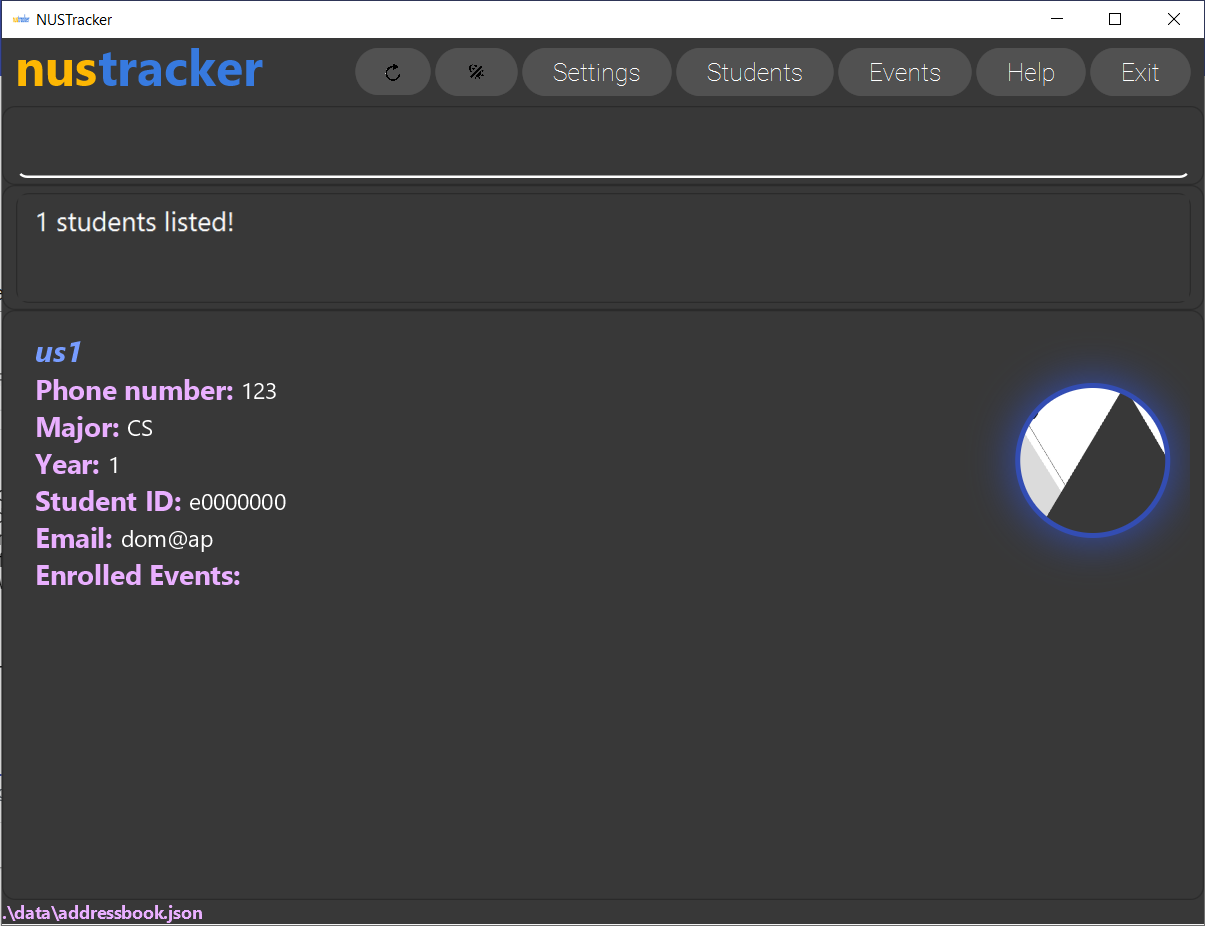 NUSTracker
nustracker
Settings
Students
Events
Help
Exit
1 students listed!
us1
Phone number: 123
Major: CS
Year: 1
Student ID: e0000000
Email: dom@ap
Enrolled Events:
.\data\addressbook.json